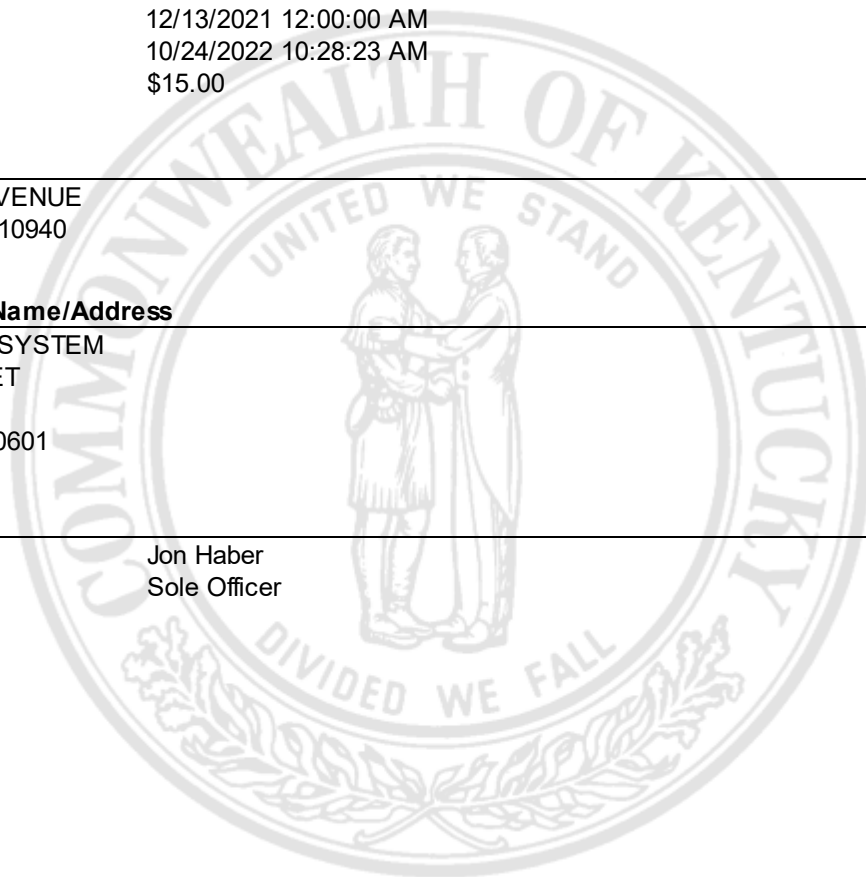 12/13/2021 12:00:00 AM
10/24/2022 10:28:23 AM
$15.00
VENUE
10940
Name/Address
SYSTEM
ET
0601
Jon Haber
Sole Officer
COMMONWEALTH OF KENTUCKY
UNITED WE STAND
DIVIDED WE FALL